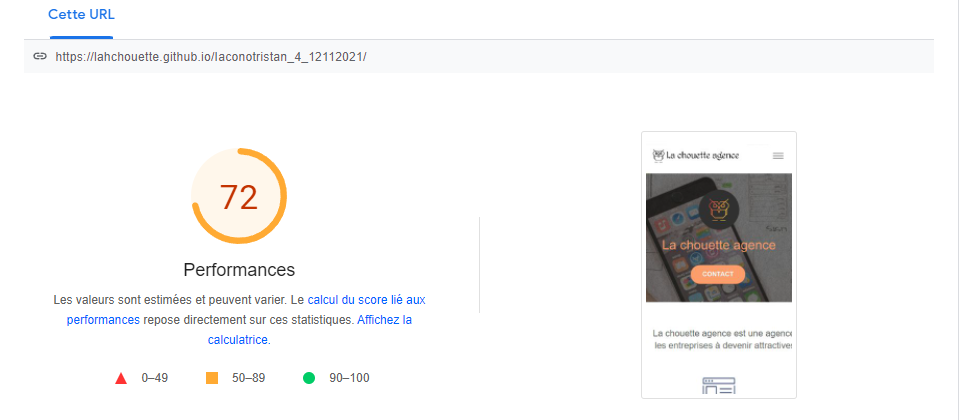 Cette URL
https://lahchouette.github.io/laconotristan_4_12112021/
72
Performances
Les valeurs sont estimées et peuvent varier. Le calcul du score lié aux
performances repose directement sur ces statistiques. Affichez la
calculatrice.
0–49
50–89
90–100
La chouette agence
La chouette agence
CONTACT
La chouette agence est une agence
les entreprises à devenir attractives